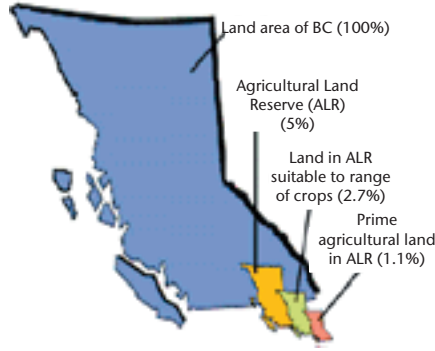 Land area of BC (100%)
Agricultural Land
Reserve (ALR)
(5%)
Land in ALR
suitable to range
of crops (2.7%)
Prime
agricultural land
in ALR (1.1%)